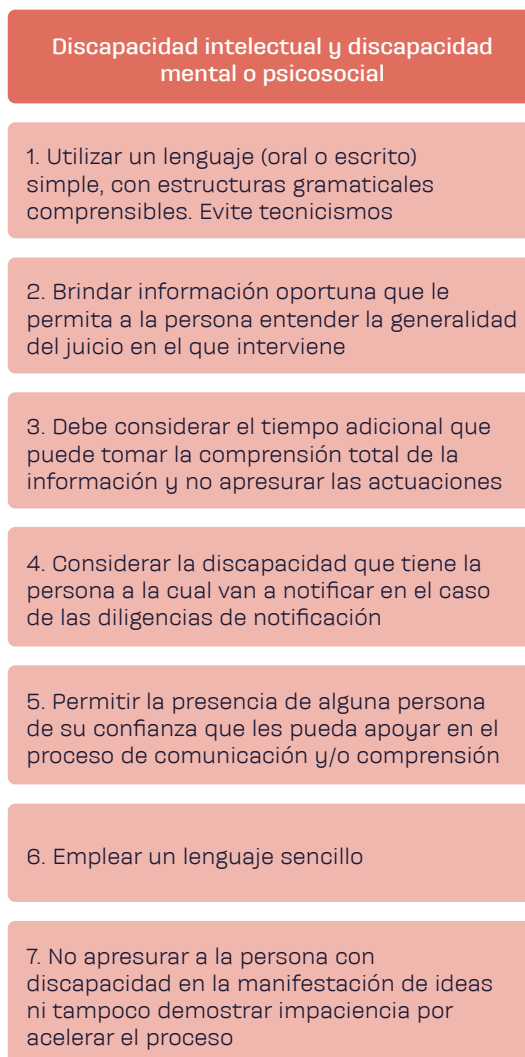 Discapacidad intelectual y discapacidad
mental o psicosocial
1. Utilizar un lenguaje (oral o escrito)
simple, con estructuras gramaticales
comprensibles. Evite tecnicismos
2. Brindar información oportuna que le
permita a la persona entender la generalidad
del juicio en el que interviene
3. Debe considerar el tiempo adicional que
puede tomar la comprensión total de la
información y no apresurar las actuaciones
4. Considerar la discapacidad que tiene la
persona a la cual van a notificar en el caso
de las diligencias de notificación
5. Permitir la presencia de alguna persona
de su confianza que les pueda apoyar en el
proceso de comunicación y/o comprensión
6. Emplear un lenguaje sencillo
7. No apresurar a la persona con
discapacidad en la manifestación de ideas
ni tampoco demostrar impaciencia por
acelerar el proceso